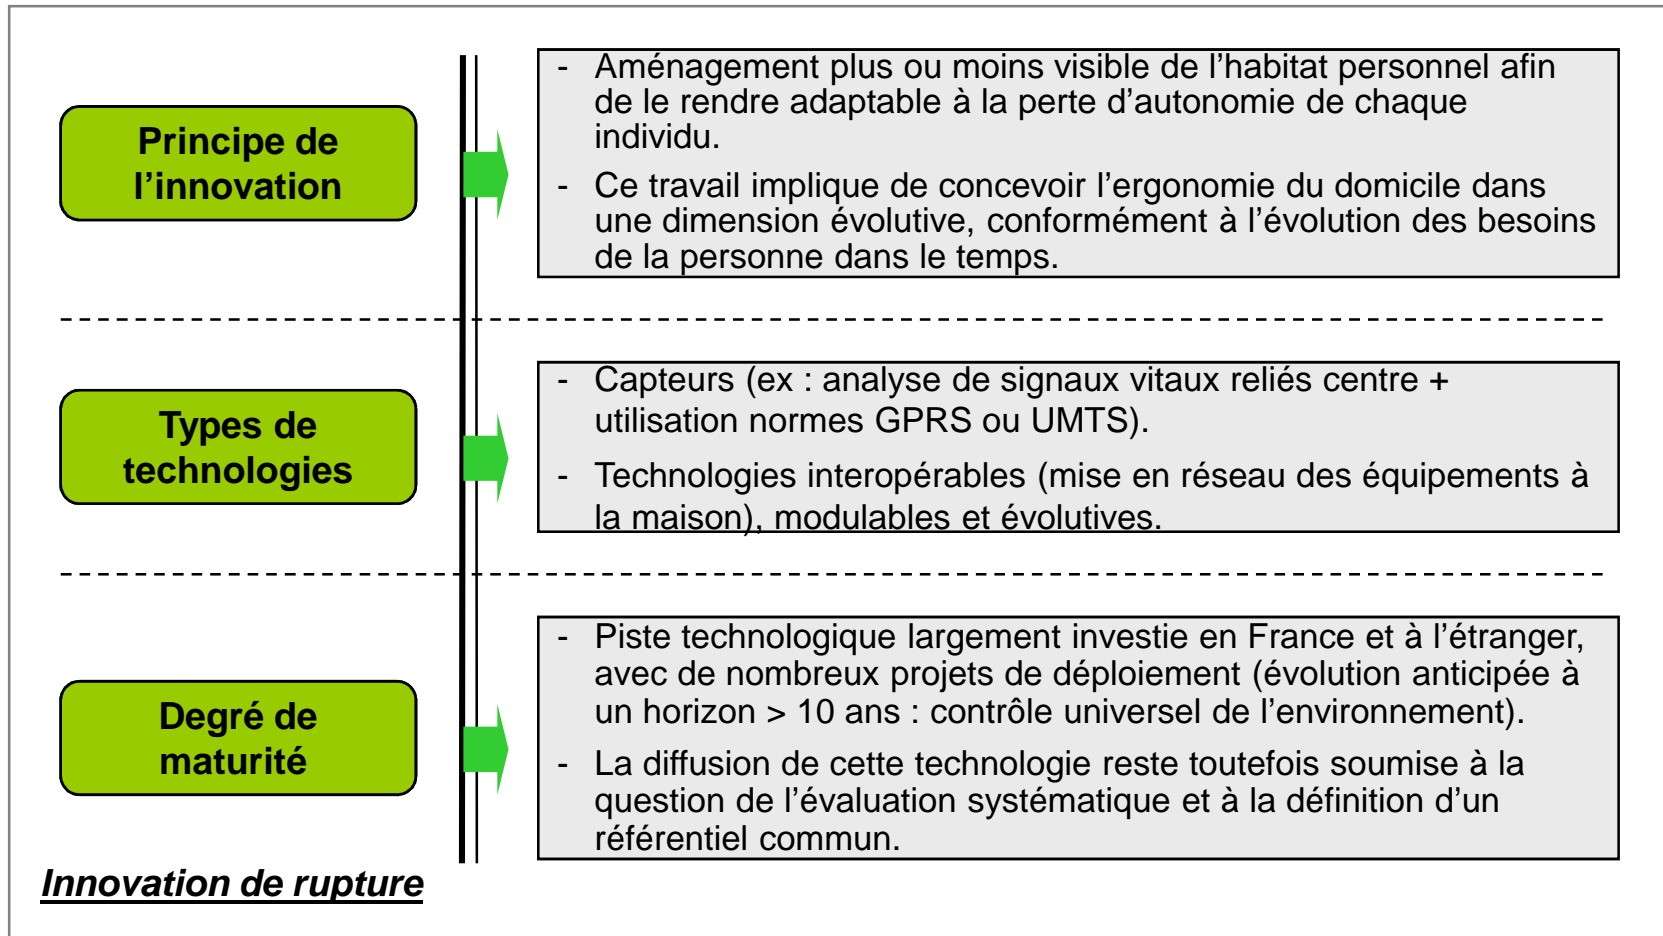 Principe de
l’innovation
- Aménagement plus ou moins visible de l’habitat personnel afin
de le rendre adaptable à la perte d’autonomie de chaque
individu.
- Ce travail implique de concevoir l’ergonomie du domicile dans
une dimension évolutive, conformément à l’évolution des besoins
de la personne dans le temps.
Types de
technologies
- Capteurs (ex : analyse de signaux vitaux reliés centre +
utilisation normes GPRS ou UMTS).
- Technologies interopérables (mise en réseau des équipements à
la maison), modulables et évolutives.
Degré de
maturité
- Piste technologique largement investie en France et à l’étranger,
avec de nombreux projets de déploiement (évolution anticipée à
un horizon > 10 ans : contrôle universel de l’environnement).
- La diffusion de cette technologie reste toutefois soumise à la
question de l’évaluation systématique et à la définition d’un
référentiel commun.
Innovation de rupture